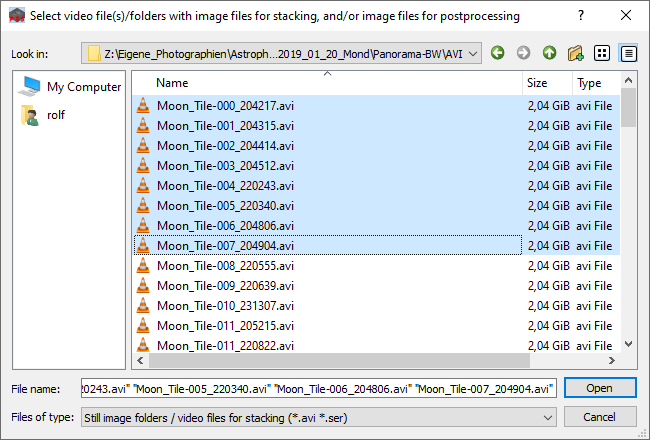 Select video file(s)/folders with image files for stacking, and/or image files for postprocessing
Look in: Z:\Eigene_Photographien\Astroph...2019_01_20_Mond\Panorama-BW\AVI
My Computer
rolf
Name Size Type
Moon_Tile-000_204217.avi 2,04 GiB avi File
Moon_Tile-001_204315.avi 2,04 GiB avi File
Moon_Tile-002_204414.avi 2,04 GiB avi File
Moon_Tile-003_204512.avi 2,04 GiB avi File
Moon_Tile-004_220243.avi 2,04 GiB avi File
Moon_Tile-005_220340.avi 2,04 GiB avi File
Moon_Tile-006_204806.avi 2,04 GiB avi File
Moon_Tile-007_204904.avi 2,04 GiB avi File
Moon_Tile-008_220555.avi 2,04 GiB avi File
Moon_Tile-009_220639.avi 2,04 GiB avi File
Moon_Tile-010_231307.avi 2,04 GiB avi File
Moon_Tile-011_205215.avi 2,04 GiB avi File
Moon_Tile-011_220822.avi 2,04 GiB avi File
File name: 20243.avi" "Moon_Tile-005_220340.avi" "Moon_Tile-006_204806.avi" "Moon_Tile-007_204904.avi" Open
Files of type: Still image folders / video files for stacking (*.avi *.ser) Cancel